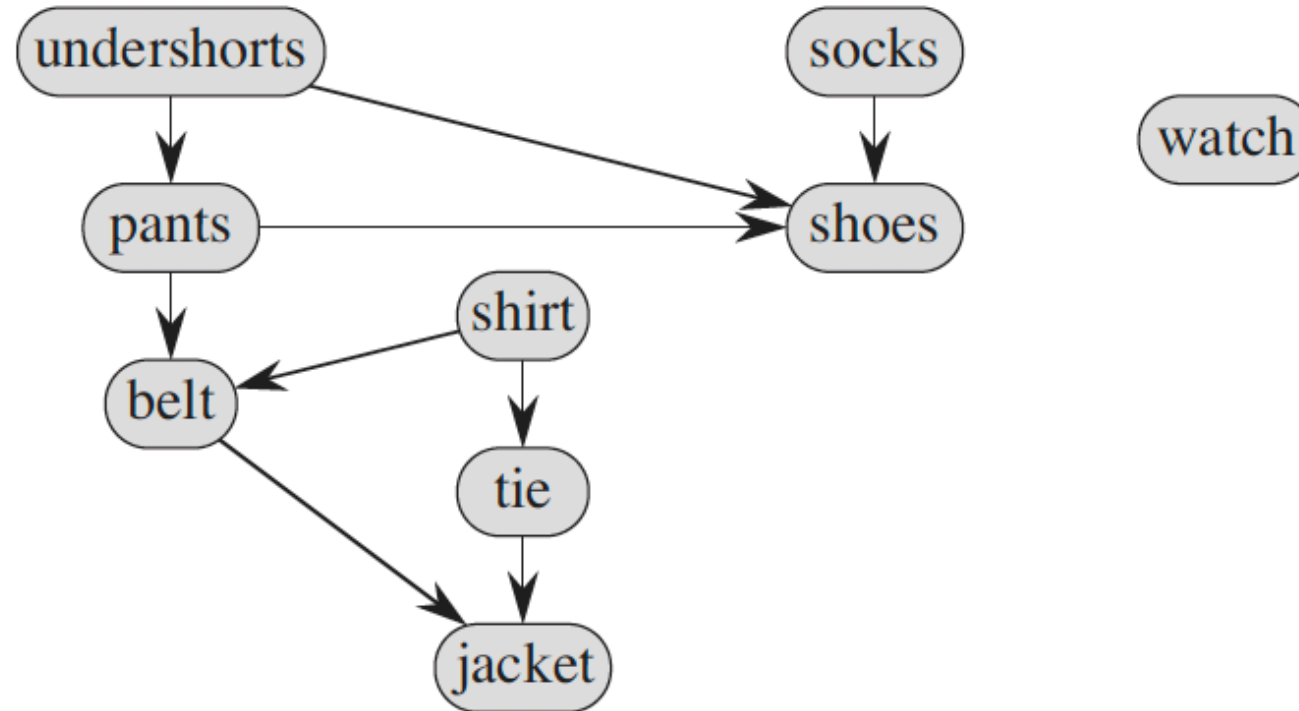 undershorts
socks
watch
pants
shoes
shirt
belt
tie
jacket